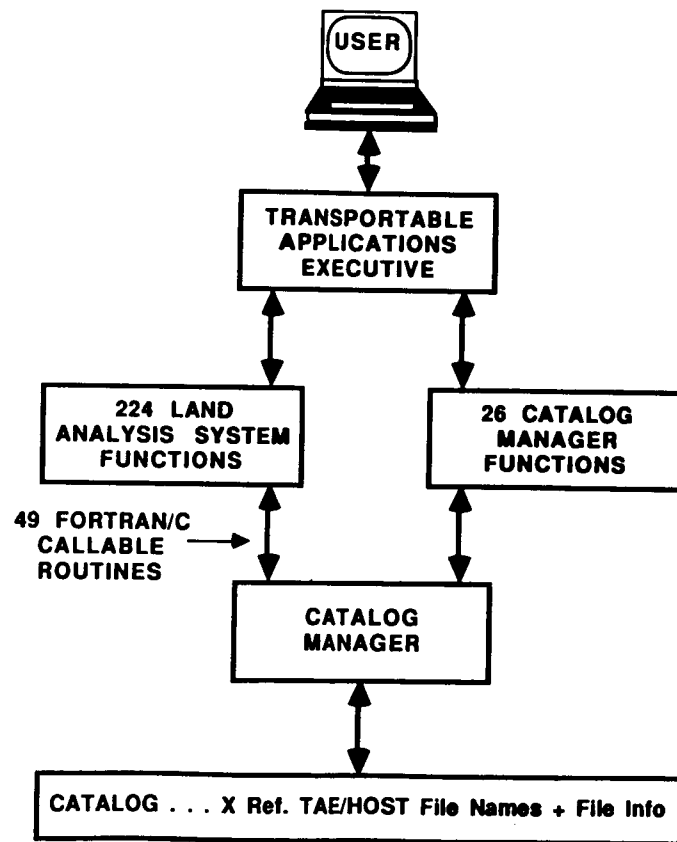 USER
TRANSPORTABLE
APPLICATIONS
EXECUTIVE
224 LAND
ANALYSIS SYSTEM
FUNCTIONS
26 CATALOG
MANAGER
FUNCTIONS
49 FORTRAN/C
CALLABLE
ROUTINES
CATALOG
MANAGER
CATALOG . . . X Ref. TAE/HOST File Names + File Info